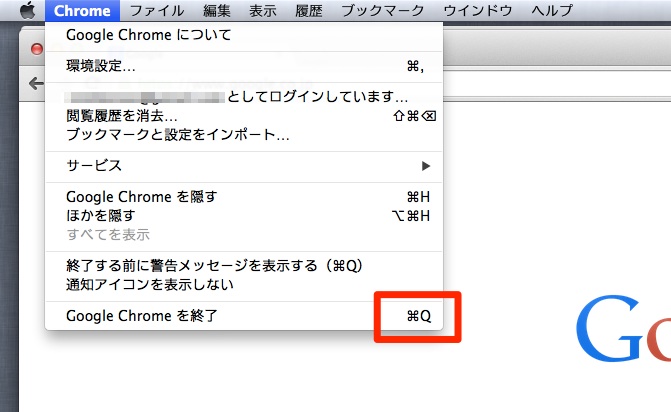 Chrome ファイル 編集 表示 履歴 ブックマーク ウインドウ ヘルプ
Google Chrome について
環境設定... ⌘,
としてログインしています...
閲覧履歴を消去... ⇧⌘⌫
ブックマークと設定をインポート...
サービス ▶
Google Chrome を隠す ⌘H
ほかを隠す ⌥⌘H
すべてを表示
終了する前に警告メッセージを表示する（⌘Q）
通知アイコンを表示しない
Google Chrome を終了 ⌘Q
Go